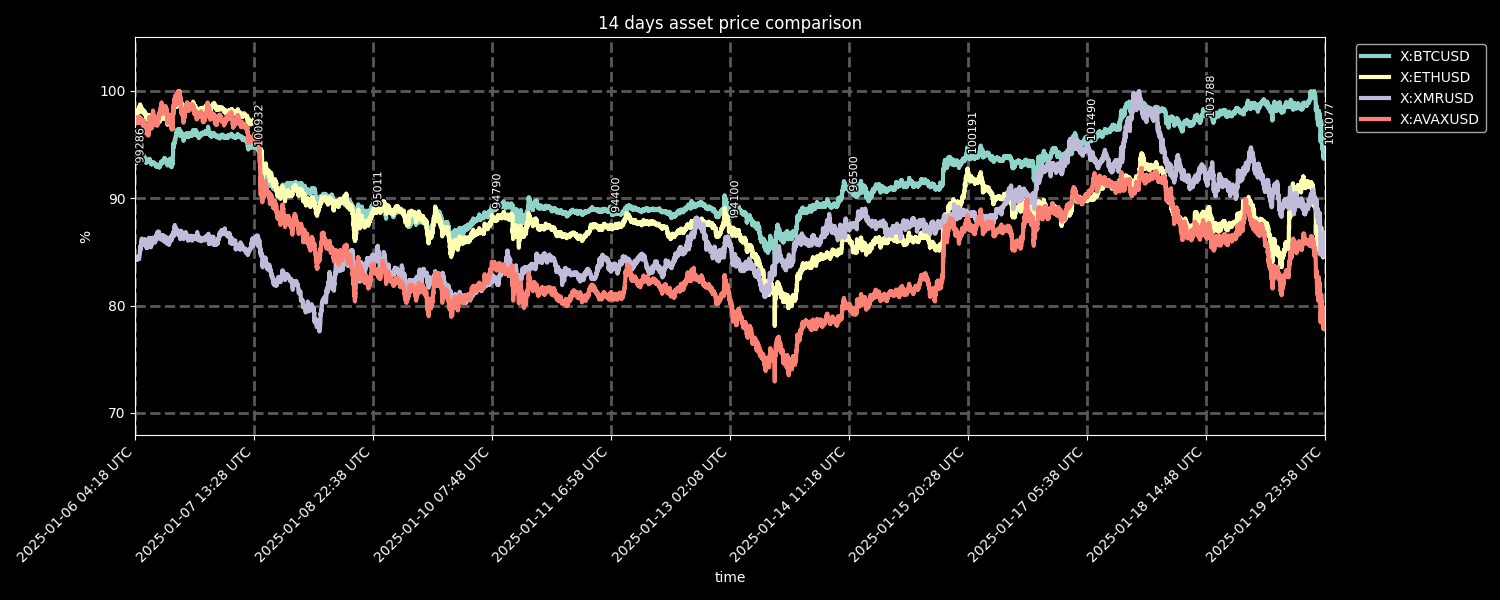 14 days asset price comparison
X:BTCUSD
X:ETHUSD
X:XMRUSD
X:AVAXUSD
%
100
90
80
70
99286
100932
95011
94790
94400
94100
96500
100191
101490
103788
101077
2025-01-06 04:18 UTC
2025-01-07 13:28 UTC
2025-01-08 22:38 UTC
2025-01-10 07:48 UTC
2025-01-11 16:58 UTC
2025-01-13 02:08 UTC
2025-01-14 11:18 UTC
2025-01-15 20:28 UTC
2025-01-17 05:38 UTC
2025-01-18 14:48 UTC
2025-01-19 23:58 UTC
time